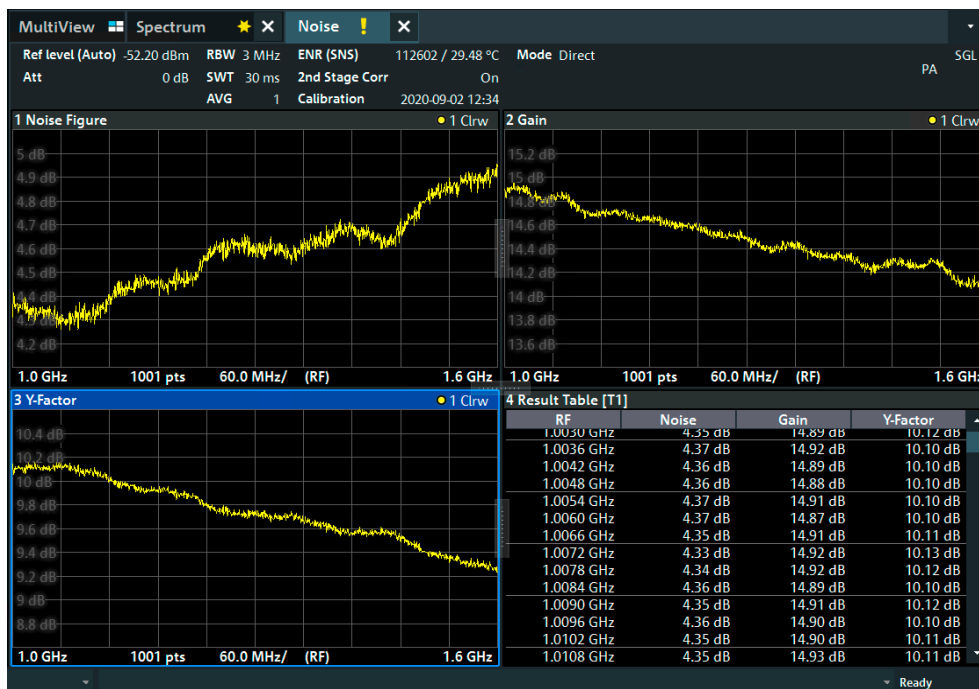 MultiView Spectrum Noise !
Ref level (Auto) -52.20 dBm RBW 3 MHz ENR (SNS) 112602 / 29.48 °C Mode Direct SGL
Att 0 dB SWT 30 ms 2nd Stage Corr On PA
AVG 1 Calibration 2020-09-02 12:34
1 Noise Figure 1 Clrw
5 dB
4.9 dB
4.8 dB
4.7 dB
4.6 dB
4.5 dB
4.4 dB
4.3 dB
4.2 dB
1.0 GHz 1001 pts 60.0 MHz/ (RF) 1.6 GHz
2 Gain 1 Clrw
15.2 dB
15 dB
14.8 dB
14.6 dB
14.4 dB
14.2 dB
14 dB
13.8 dB
13.6 dB
1.0 GHz 1001 pts 60.0 MHz/ (RF) 1.6 GHz
3 Y-Factor 1 Clrw
10.4 dB
10.2 dB
10 dB
9.8 dB
9.6 dB
9.4 dB
9.2 dB
9 dB
8.8 dB
1.0 GHz 1001 pts 60.0 MHz/ (RF) 1.6 GHz
4 Result Table [T1]
RF Noise Gain Y-Factor
1.0030 GHz 4.35 dB 14.89 dB 10.12 dB
1.0036 GHz 4.37 dB 14.92 dB 10.10 dB
1.0042 GHz 4.36 dB 14.89 dB 10.10 dB
1.0048 GHz 4.36 dB 14.88 dB 10.10 dB
1.0054 GHz 4.37 dB 14.91 dB 10.10 dB
1.0060 GHz 4.37 dB 14.87 dB 10.10 dB
1.0066 GHz 4.35 dB 14.91 dB 10.11 dB
1.0072 GHz 4.33 dB 14.92 dB 10.13 dB
1.0078 GHz 4.34 dB 14.92 dB 10.12 dB
1.0084 GHz 4.36 dB 14.89 dB 10.10 dB
1.0090 GHz 4.35 dB 14.91 dB 10.12 dB
1.0096 GHz 4.36 dB 14.90 dB 10.10 dB
1.0102 GHz 4.35 dB 14.90 dB 10.11 dB
1.0108 GHz 4.35 dB 14.93 dB 10.11 dB
Ready